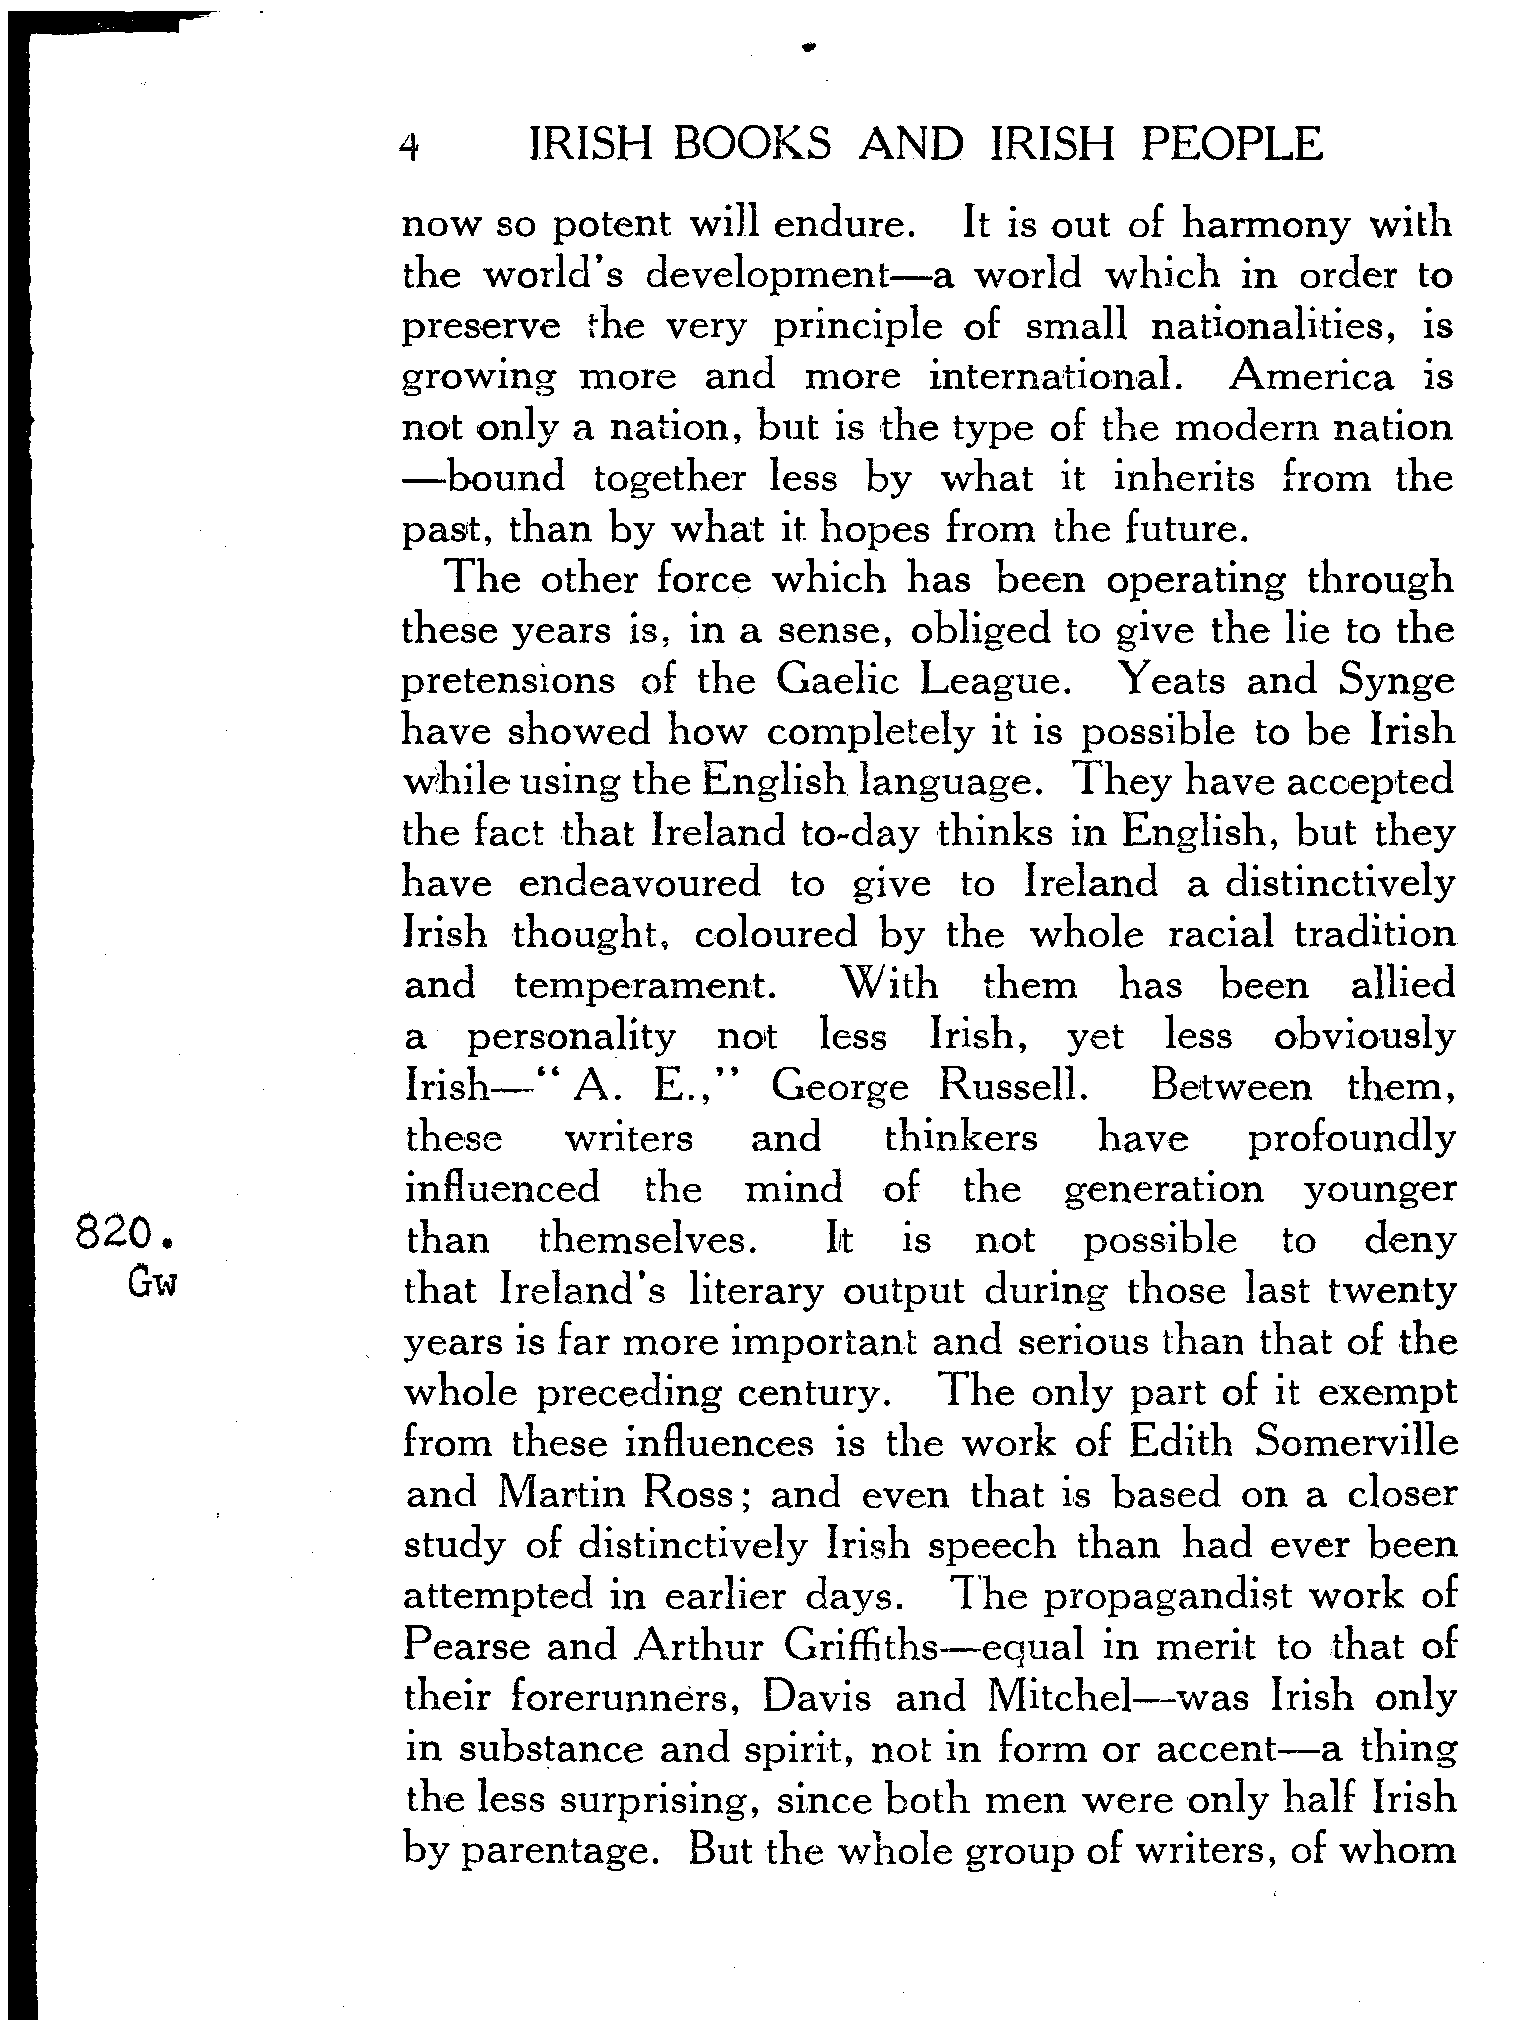 4 IRISH BOOKS AND IRISH PEOPLE
now so potent will endure. It is out of harmony with
the world's development—a world which in order to
preserve the very principle of small nationalities, is
growing more and more international. America is
not only a nation, but is the type of the modern nation
—bound together less by what it inherits from the
past, than by what it hopes from the future.
The other force which has been operating through
these years is, in a sense, obliged to give the lie to the
pretensions of the Gaelic League. Yeats and Synge
have showed how completely it is possible to be Irish
while using the English language. They have accepted
the fact that Ireland to-day thinks in English, but they
have endeavoured to give to Ireland a distinctively
Irish thought, coloured by the whole racial tradition
and temperament. With them has been allied
a personality not less Irish, yet less obviously
Irish—“ A. E.,” George Russell. Between them,
these writers and thinkers have profoundly
influenced the mind of the generation younger
than themselves. It is not possible to deny
that Ireland's literary output during those last twenty
years is far more important and serious than that of the
whole preceding century. The only part of it exempt
from these influences is the work of Edith Somerville
and Martin Ross; and even that is based on a closer
study of distinctively Irish speech than had ever been
attempted in earlier days. The propagandist work of
Pearse and Arthur Griffiths—equal in merit to that of
their forerunners, Davis and Mitchel—was Irish only
in substance and spirit, not in form or accent—a thing
the less surprising, since both men were only half Irish
by parentage. But the whole group of writers, of whom
820.
Gw